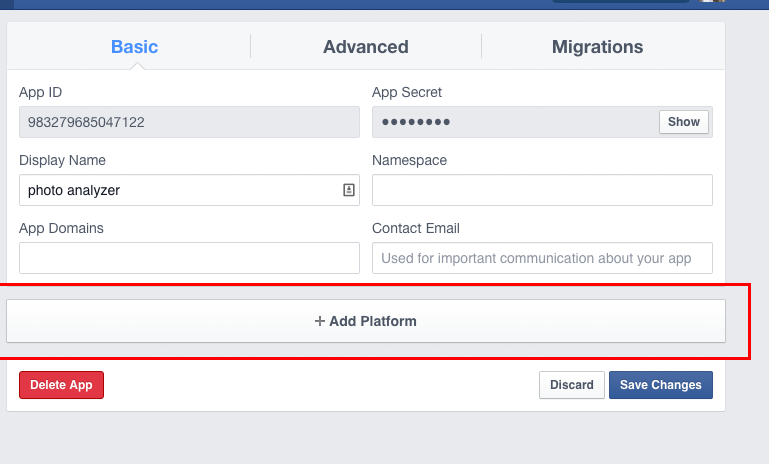 Basic Advanced Migrations
App ID App Secret
983279685047122 ●●●●●●●● Show
Display Name Namespace
photo analyzer
App Domains Contact Email
Used for important communication about your app
+ Add Platform
Delete App Discard Save Changes